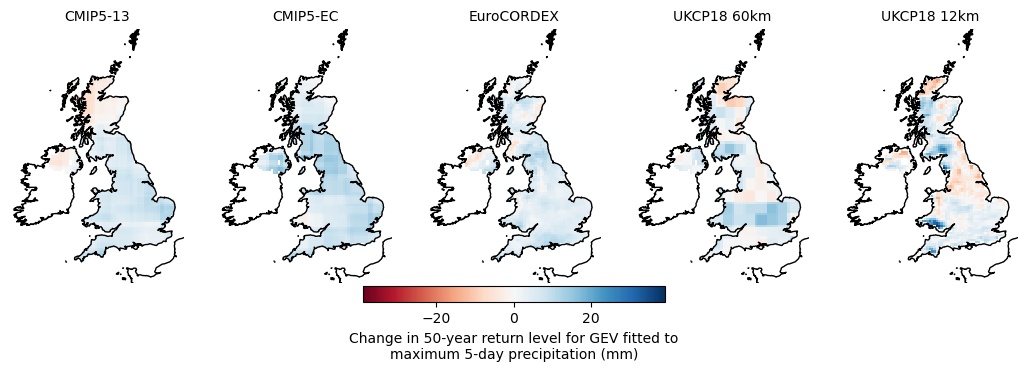 CMIP5-13
CMIP5-EC
EuroCORDEX
UKCP18 60km
UKCP18 12km
−20
0
20
Change in 50-year return level for GEV fitted to
maximum 5-day precipitation (mm)